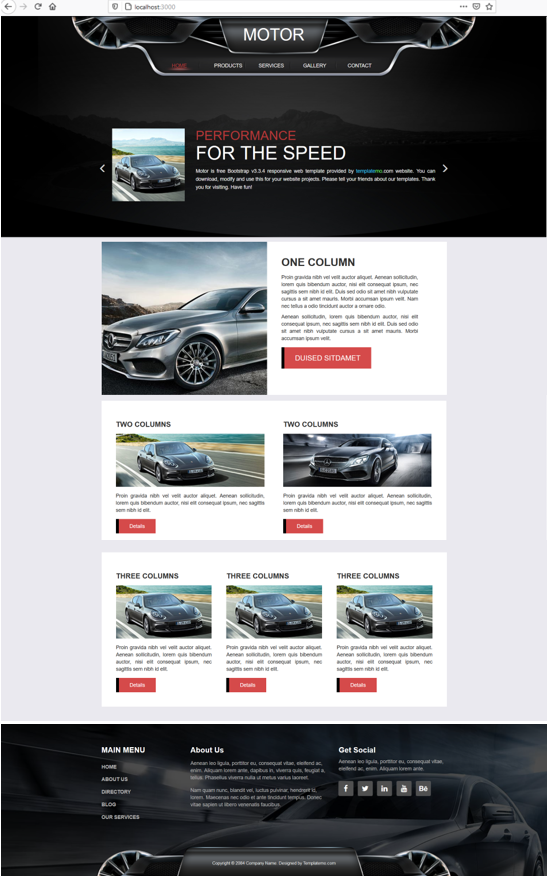 localhost:3000
MOTOR
HOME PRODUCTS SERVICES GALLERY CONTACT
PERFORMANCE
FOR THE SPEED
Motor is free Bootstrap v3.3.4 responsive web template provided by templatemo.com website. You can
download, modify and use this for your website projects. Please tell your friends about our templates. Thank
you for visiting. Have fun!
ONE COLUMN
Proin gravida nibh vel velit auctor aliquet. Aenean sollicitudin,
lorem quis bibendum auctor, nisi elit consequat ipsum, nec
sagittis sem nibh id elit. Duis sed odio sit amet nibh vulputate
cursus a sit amet mauris. Morbi accumsan ipsum velit. Nam
nec tellus a odio tincidunt auctor a ornare odio.
Aenean sollicitudin, lorem quis bibendum auctor, nisi elit
consequat ipsum, nec sagittis sem nibh id elit. Duis sed odio
sit amet nibh vulputate cursus a sit amet mauris. Morbi
accumsan ipsum velit.
DUISED SITDAMET
TWO COLUMNS
Proin gravida nibh vel velit auctor aliquet. Aenean sollicitudin,
lorem quis bibendum auctor, nisi elit consequat ipsum, nec sagittis
sem nibh id elit.
Details
TWO COLUMNS
Proin gravida nibh vel velit auctor aliquet. Aenean sollicitudin,
lorem quis bibendum auctor, nisi elit consequat ipsum, nec sagittis
sem nibh id elit.
Details
THREE COLUMNS
Proin gravida nibh vel velit auctor aliquet.
Aenean sollicitudin, lorem quis bibendum
auctor, nisi elit consequat ipsum, nec
sagittis sem nibh id elit.
Details
THREE COLUMNS
Proin gravida nibh vel velit auctor aliquet.
Aenean sollicitudin, lorem quis bibendum
auctor, nisi elit consequat ipsum, nec
sagittis sem nibh id elit.
Details
THREE COLUMNS
Proin gravida nibh vel velit auctor aliquet.
Aenean sollicitudin, lorem quis bibendum
auctor, nisi elit consequat ipsum, nec
sagittis sem nibh id elit.
Details
MAIN MENU
HOME
ABOUT US
DIRECTORY
BLOG
OUR SERVICES
About Us
Aenean leo ligula, porttitor eu, consequat vitae, eleifend ac,
enim. Aliquam lorem ante, dapibus in, viverra quis, feugiat a,
tellus. Phasellus viverra nulla ut metus varius laoreet.
Nam quam nunc, blandit vel, luctus pulvinar, hendrerit id,
lorem. Maecenas nec odio et ante tincidunt tempus. Donec
vitae sapien ut libero venenatis faucibus.
Get Social
Aenean leo ligula, porttitor eu, consequat vitae,
eleifend ac, enim. Aliquam lorem ante.
Copyright © 2084 Company Name. Designed by Templatemo.com